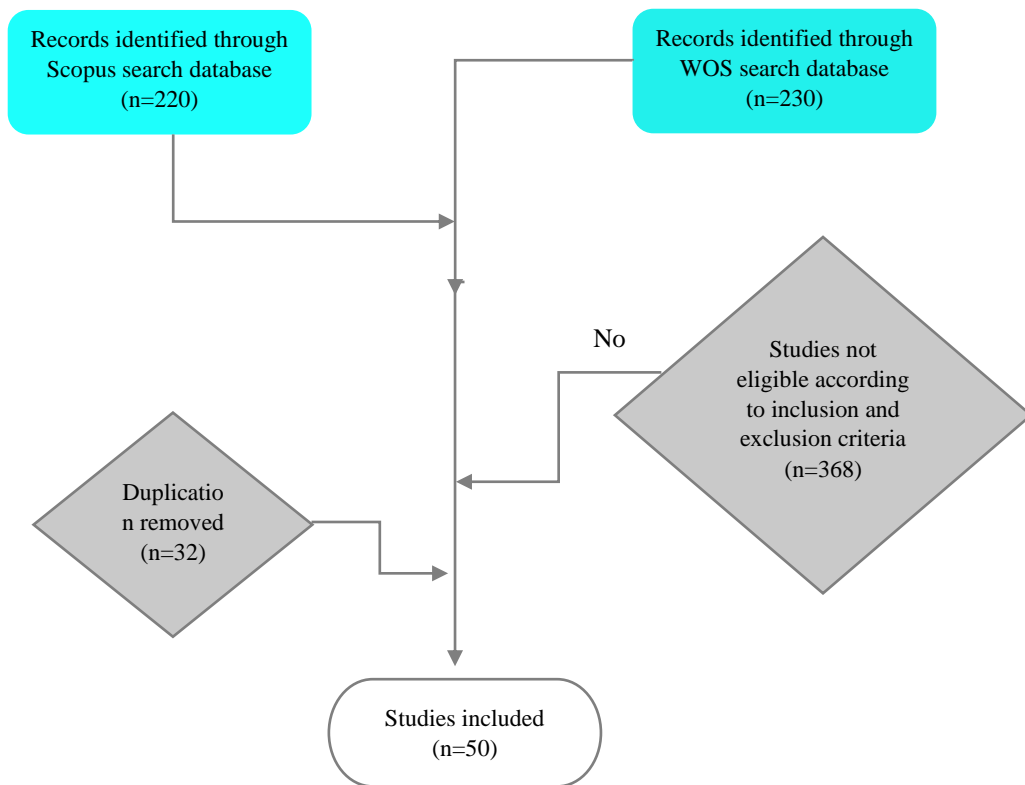 Records identified through
Scopus search database
(n=220)
Records identified through
WOS search database
(n=230)
No
Studies not
eligible according
to inclusion and
exclusion criteria
(n=368)
Duplicatio
n removed
(n=32)
Studies included
(n=50)